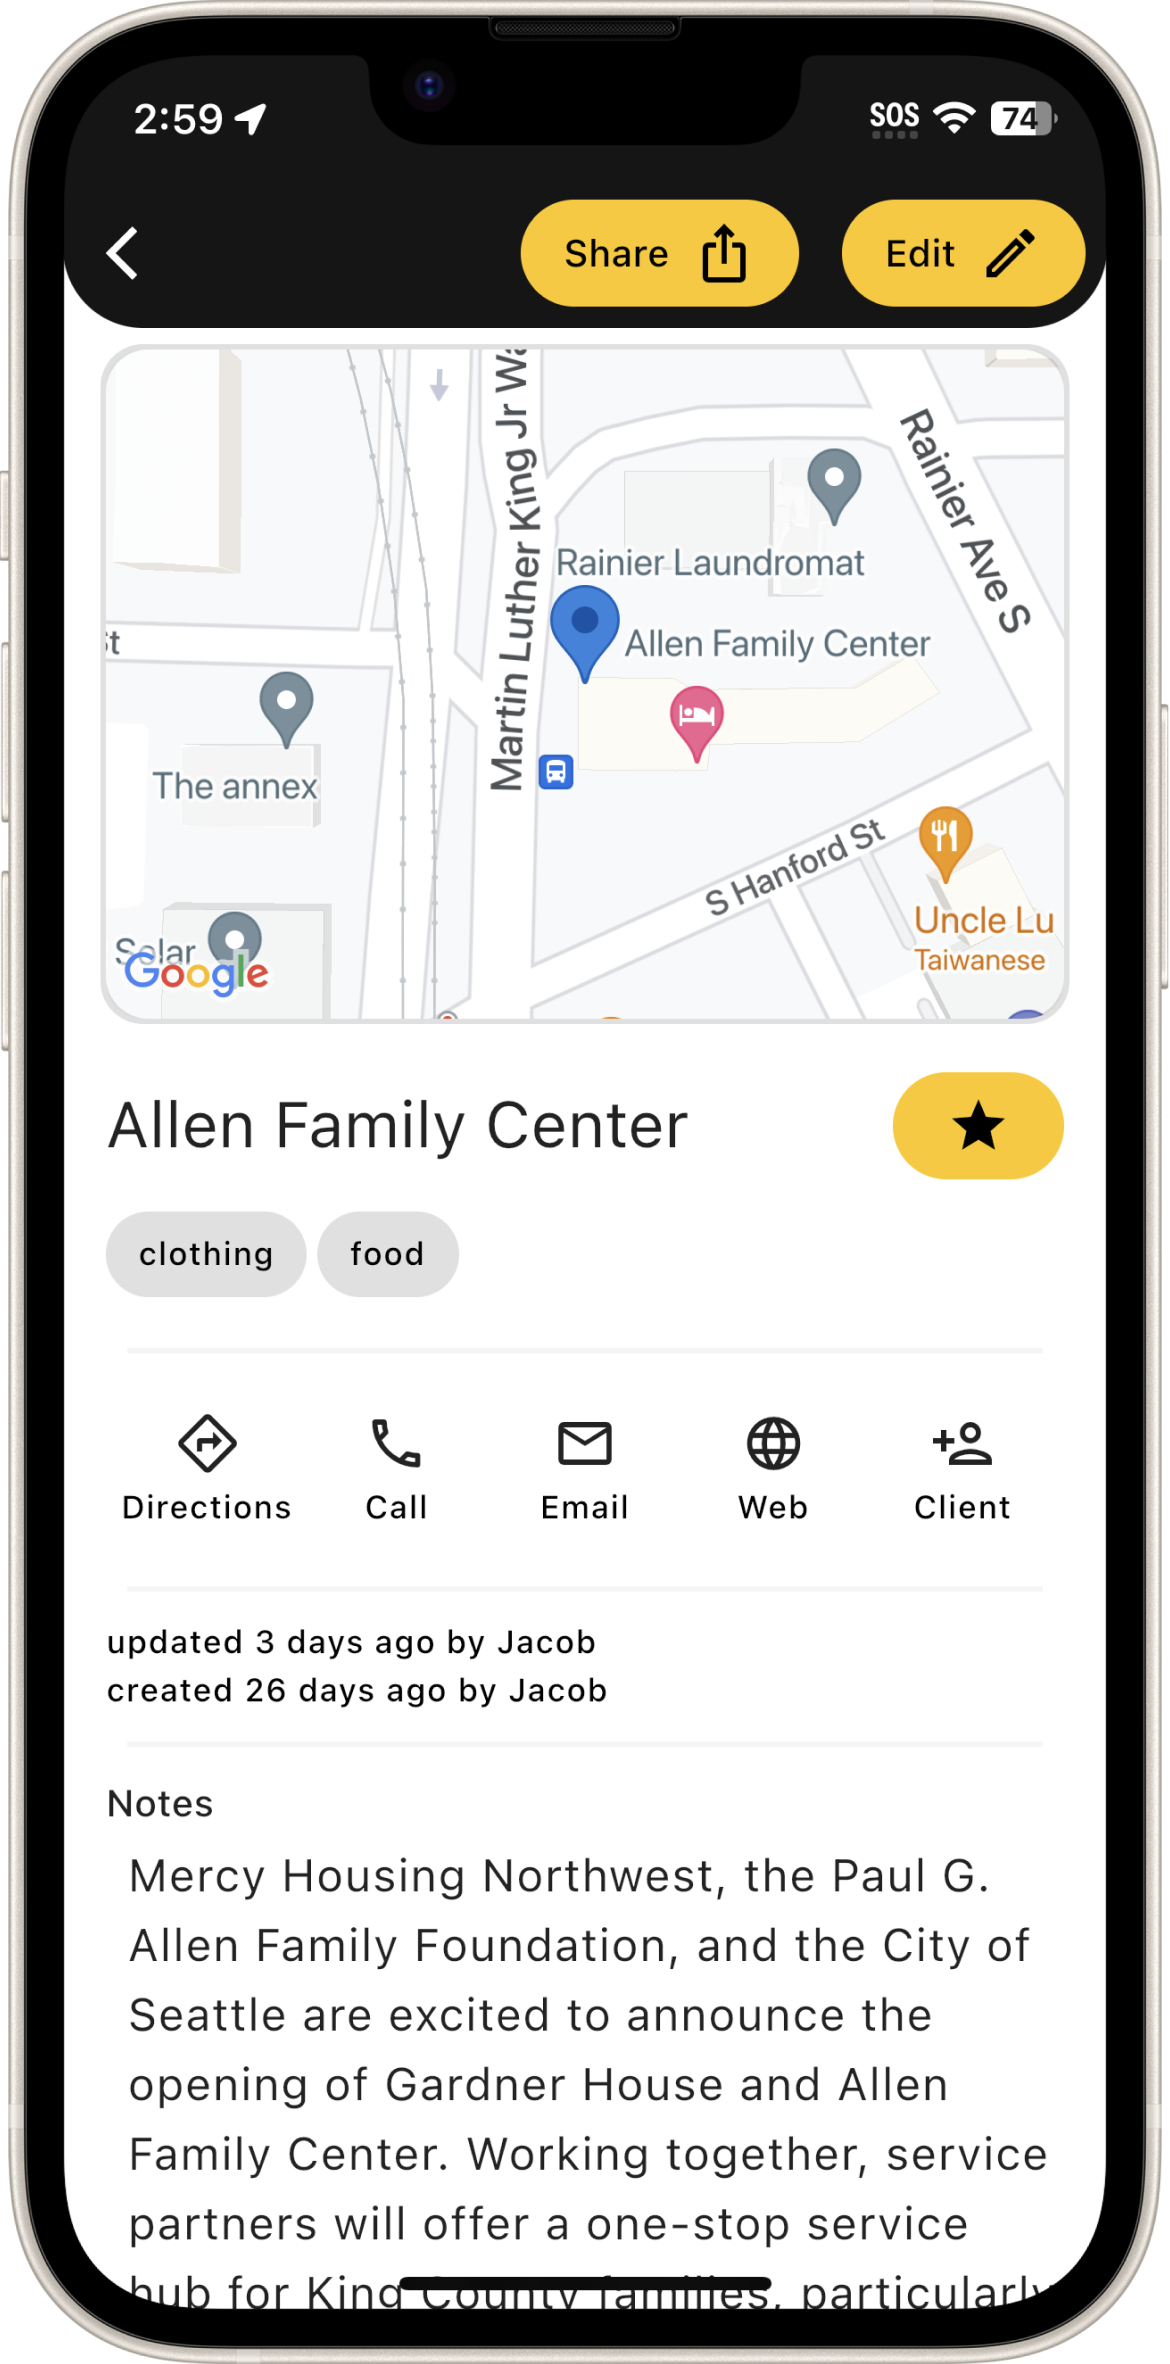 2:59
SOS
74
Share
Edit
Martin Luther King Jr Wa
Rainier Ave S
Rainier Laundromat
Allen Family Center
St
The annex
S Hanford St
Solar
Google
Uncle Lu
Taiwanese
Allen Family Center
clothing
food
Directions
Call
Email
Web
Client
updated 3 days ago by Jacob
created 26 days ago by Jacob
Notes
Mercy Housing Northwest, the Paul G.
Allen Family Foundation, and the City of
Seattle are excited to announce the
opening of Gardner House and Allen
Family Center. Working together, service
partners will offer a one-stop service
hub for King County families, particularly